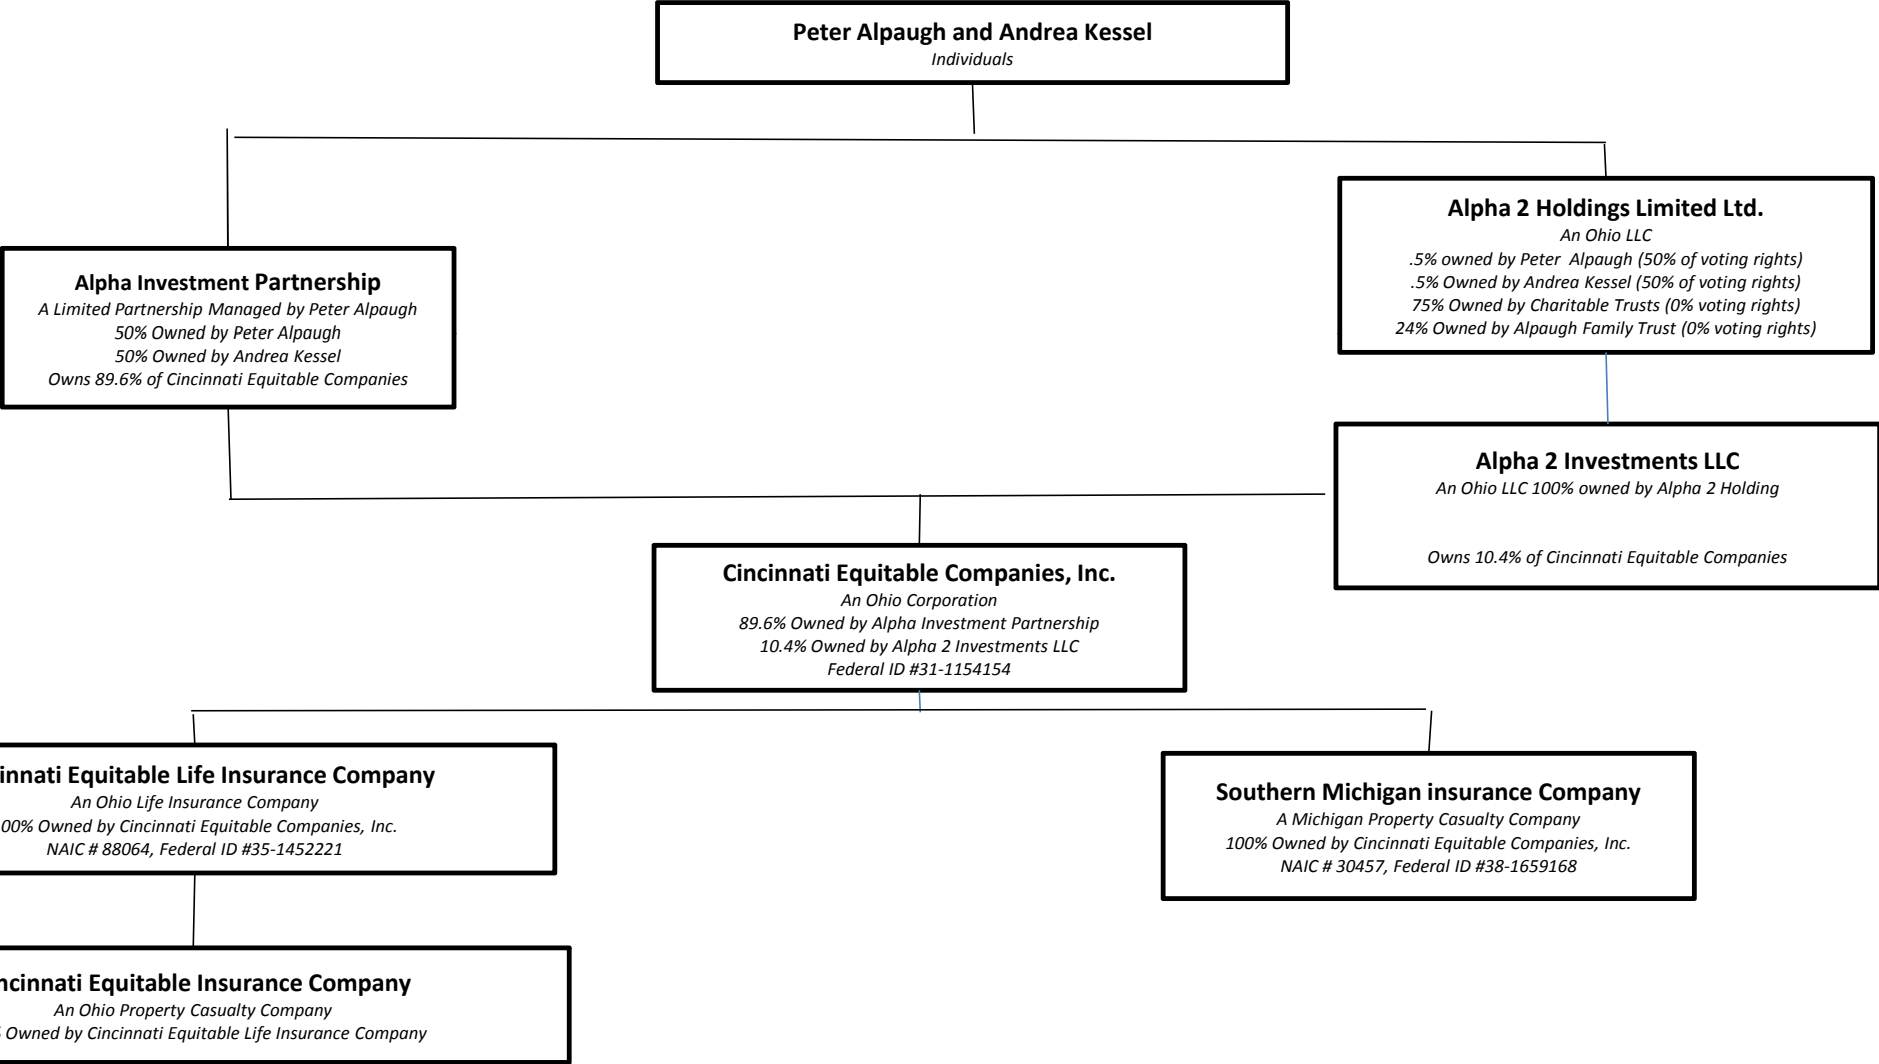 Peter Alpaugh and Andrea Kessel
Individuals
Alpha 2 Holdings Limited Ltd.
An Ohio LLC
.5% owned by Peter Alpaugh (50% of voting rights)
.5% Owned by Andrea Kessel (50% of voting rights)
75% Owned by Charitable Trusts (0% voting rights)
24% Owned by Alpaugh Family Trust (0% voting rights)
Alpha Investment Partnership
A Limited Partnership Managed by Peter Alpaugh
50% Owned by Peter Alpaugh
50% Owned by Andrea Kessel
Owns 89.6% of Cincinnati Equitable Companies
Alpha 2 Investments LLC
An Ohio LLC 100% owned by Alpha 2 Holding
Owns 10.4% of Cincinnati Equitable Companies
Cincinnati Equitable Companies, Inc.
An Ohio Corporation
89.6% Owned by Alpha Investment Partnership
10.4% Owned by Alpha 2 Investments LLC
Federal ID #31-1154154
innati Equitable Life Insurance Company
An Ohio Life Insurance Company
00% Owned by Cincinnati Equitable Companies, Inc.
NAIC # 88064, Federal ID #35-1452221
Southern Michigan insurance Company
A Michigan Property Casualty Company
100% Owned by Cincinnati Equitable Companies, Inc.
NAIC # 30457, Federal ID #38-1659168
ncinnati Equitable Insurance Company
An Ohio Property Casualty Company
Owned by Cincinnati Equitable Life Insurance Company